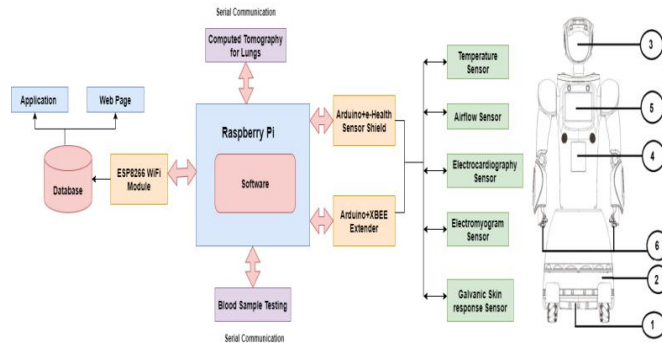 Serial Communication
Computed Tomography
for Lungs
Application
Web Page
Database
ESP8266 WiFi
Module
Raspberry Pi
Software
Arduino+e-Health
Sensor Shield
Arduino+XBEE
Extender
Blood Sample Testing
Serial Communication
Temperature
Sensor
Airflow Sensor
Electrocardiography
Sensor
Electromyogram
Sensor
Galvanic Skin
response Sensor
3
5
4
6
2
1